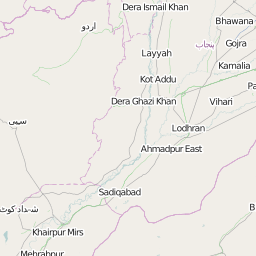 Dera Ismail Khan
Bhawana
اردو
پنجاب
Gojra
Layyah
Kamalia
Kot Addu
Dera Ghazi Khan
Vihari
سبی
Lodhran
Ahmadpur East
Sadiqabad
شہداد کوٹ
Khairpur Mirs
Mehrabpur